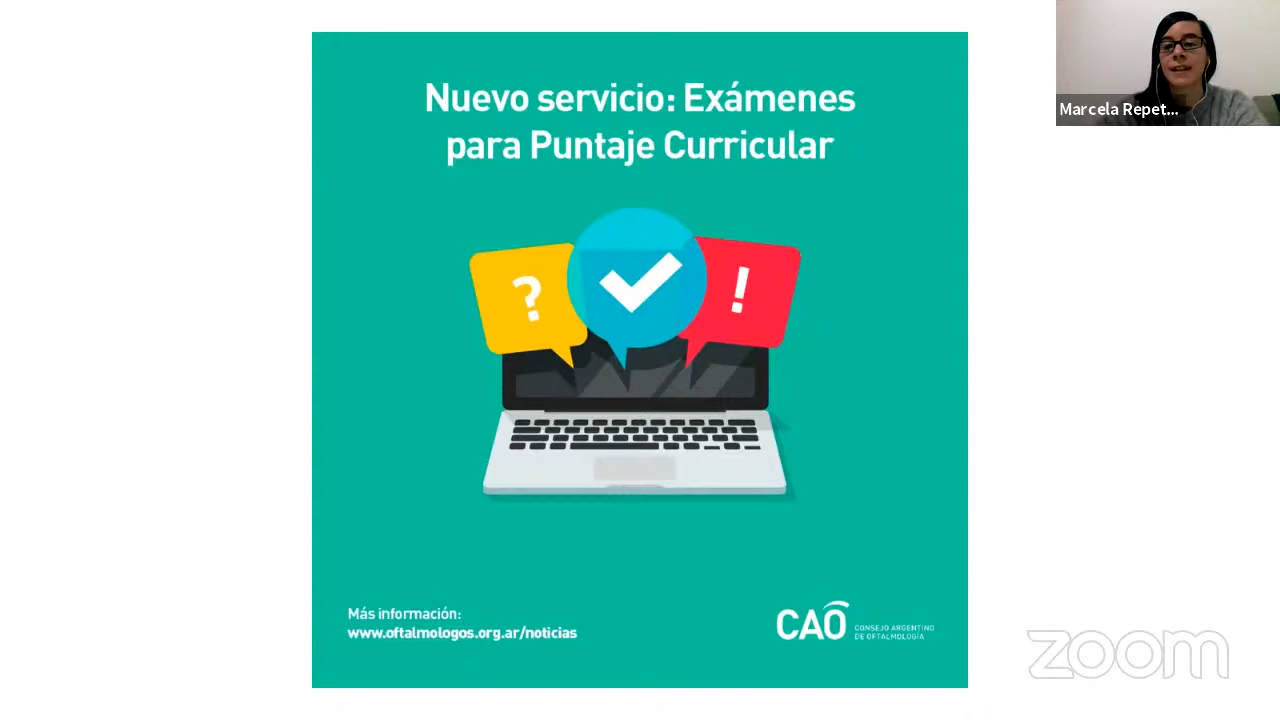 Nuevo servicio: Exámenes
para Puntaje Curricular
Marcela Repet...
?
!
Más información:
www.oftalmologos.org.ar/noticias
CAO
CONSEJO ARGENTINO
DE OFTALMOLOGÍA
zoom